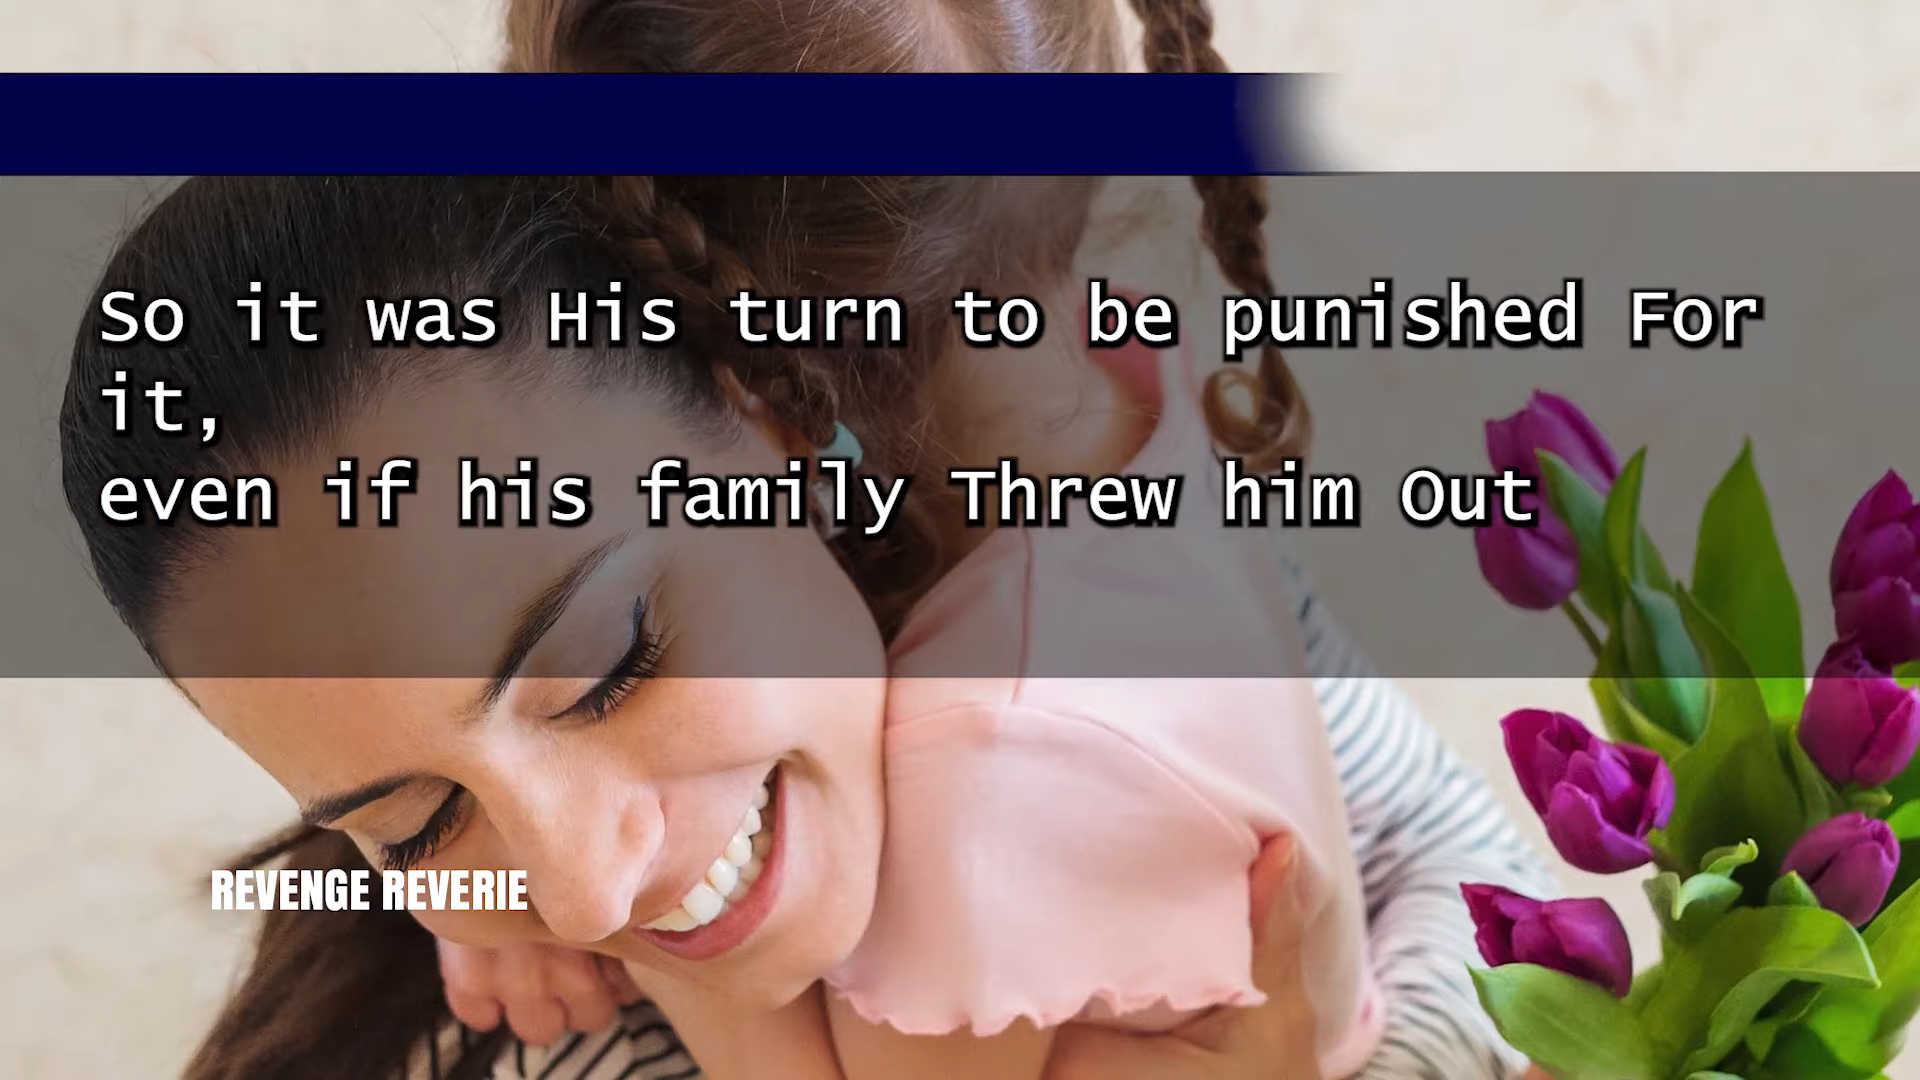 So it was His turn to be punished For
it,
even if his family Threw him Out
REVENGE REVERIE